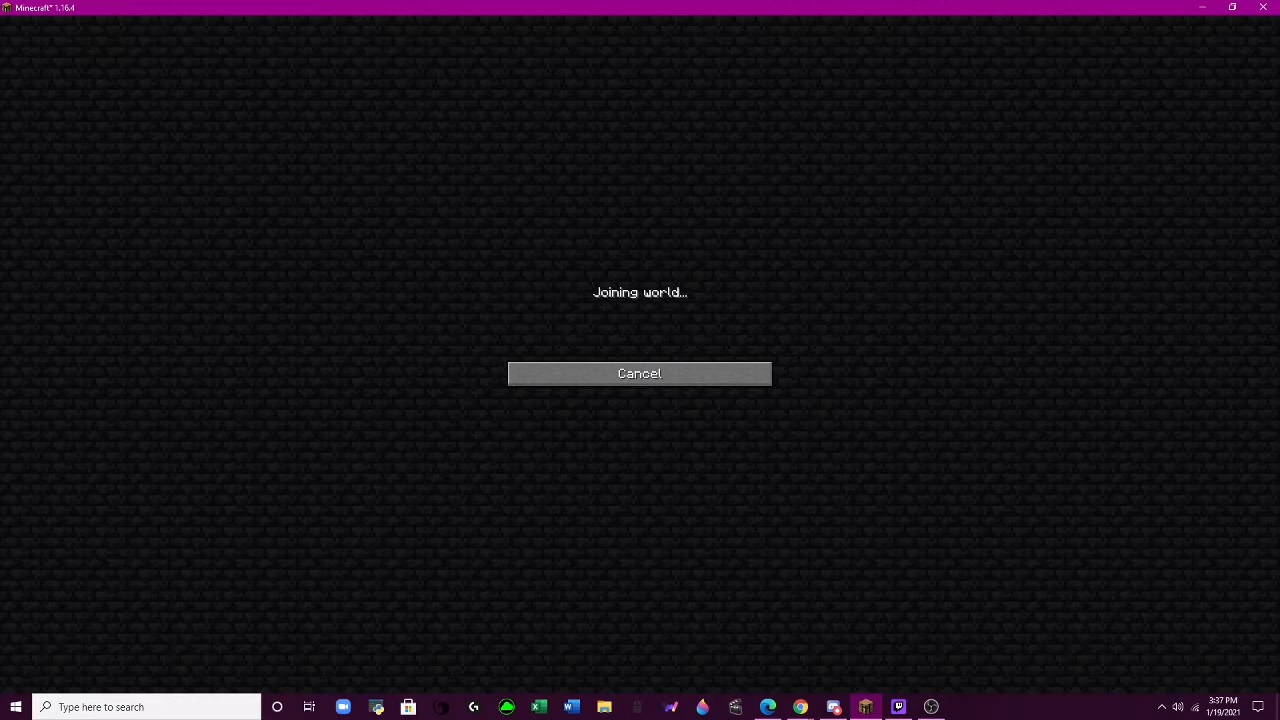 Minecraft* 1.16.4
Joining world...
Cancel
Type here to search
3:37 PM
1/19/2021